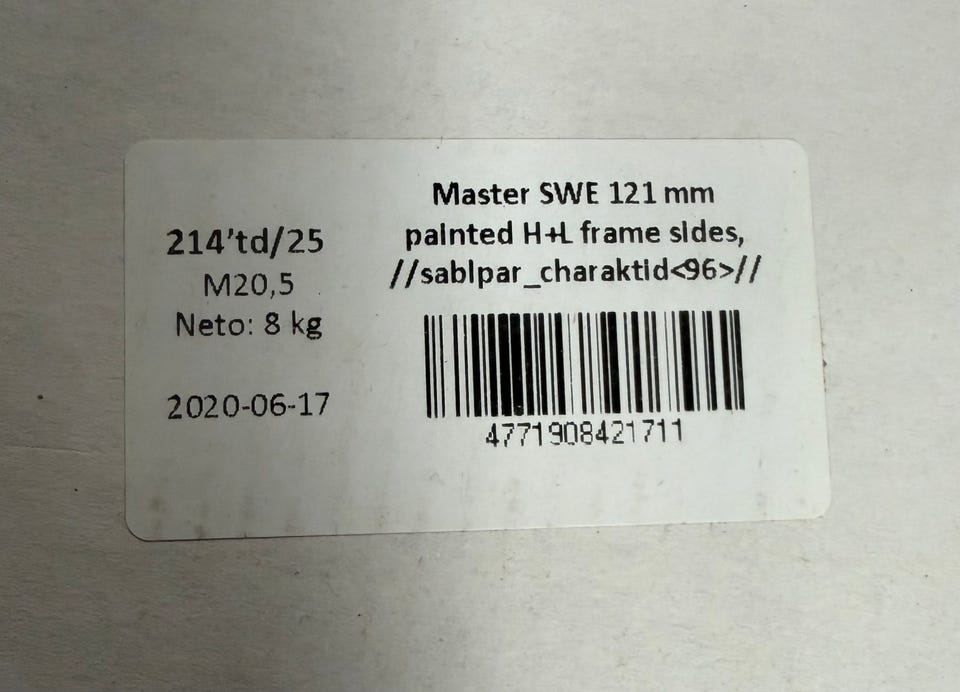 214'td/25
M20,5
Neto: 8 kg
2020-06-17
Master SWE 121 mm
painted H+L frame sides,
//sablpar_charaktid<96>//
4771908421711